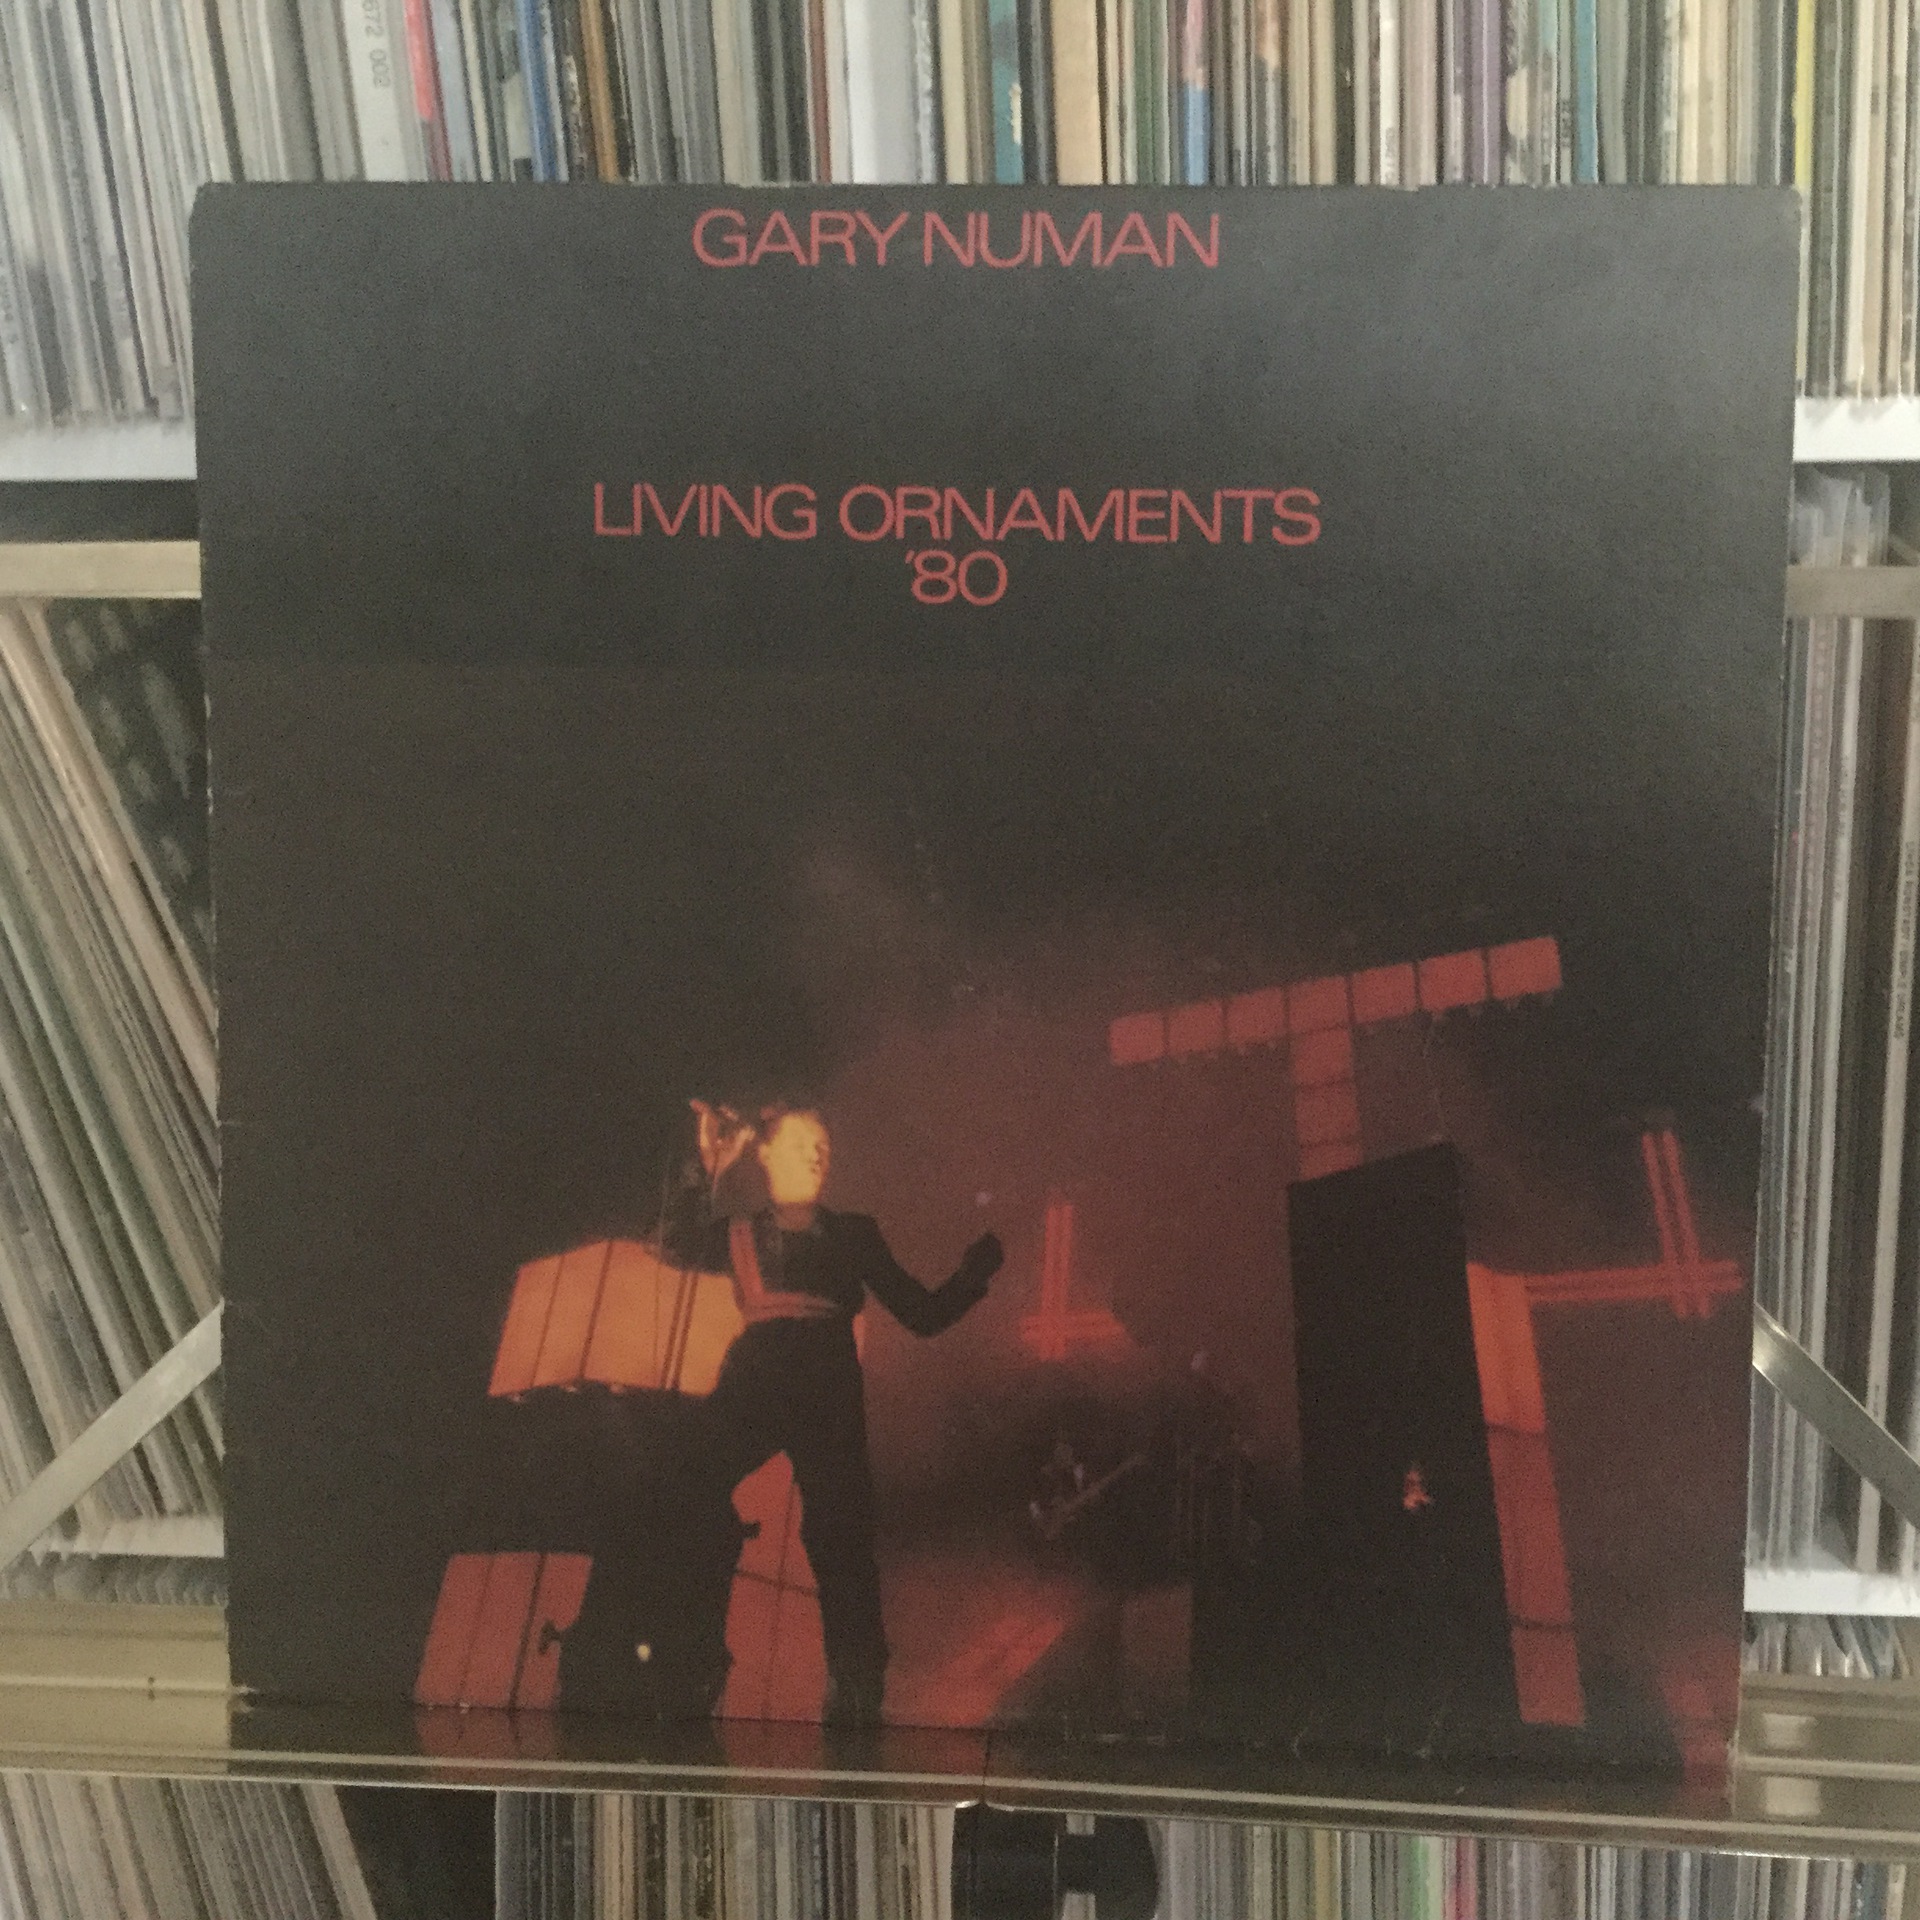 GARY NUMAN
LIVING ORNAMENTS
'80